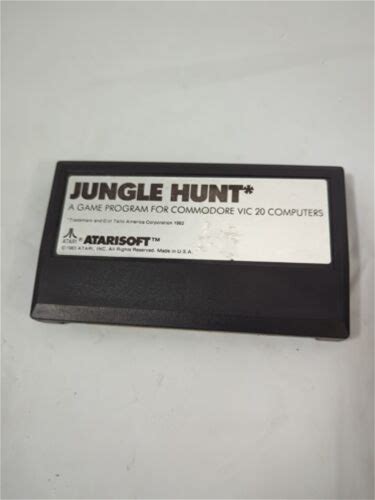 JUNGLE HUNT*
A GAME PROGRAM FOR COMMODORE VIC 20 COMPUTERS
*Trademark and © of Taito America Corporation 1982
ATARI® ATARISOFT™
©1983 ATARI, INC. All Rights Reserved. Made in U.S.A.